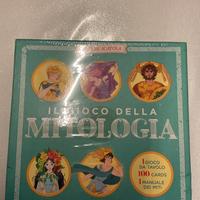 IL GIOCO DELLA
MITOLOGIA
1 GIOCO
DA TAVOLO
100 CARDS
1 MANUALE
DEI MITI